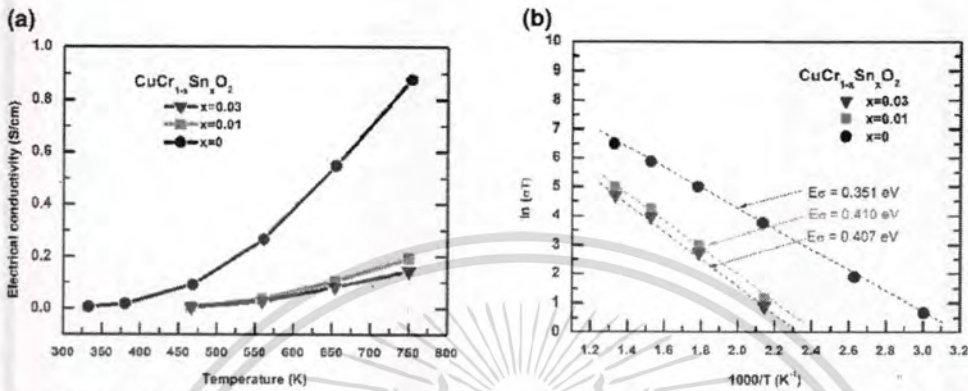 (a)
1.0
0.8
0.6
0.4
0.2
0.0
Electrical conductivity (S/cm)
CuCr1-xSnxO2
x=0.03
x=0.01
x=0
300 350 400 450 500 550 600 650 700 750 800
Temperature (K)
(b)
10
9
8
7
6
5
4
3
2
1
0
ln (σT)
CuCr1-xSnxO2
x=0.03
x=0.01
x=0
Eσ = 0.351 eV
Eσ = 0.410 eV
Eσ = 0.407 eV
1.2 1.4 1.6 1.8 2.0 2.2 2.4 2.6 2.8 3.0 3.2
1000/T (K-1)